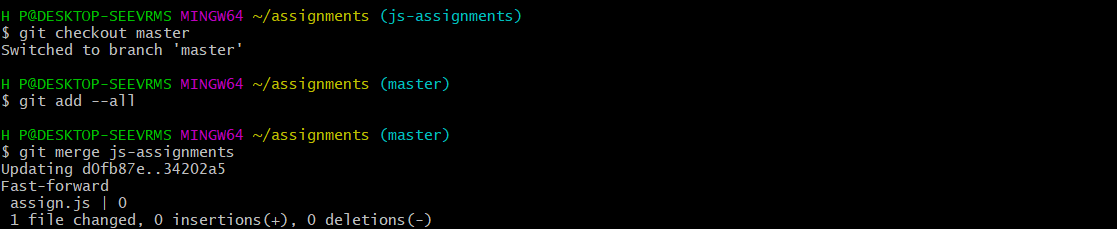 H P@DESKTOP-SEEVRMS MINGW64 ~/assignments (js-assignments)
$ git checkout master
Switched to branch 'master'
H P@DESKTOP-SEEVRMS MINGW64 ~/assignments (master)
$ git add --all
H P@DESKTOP-SEEVRMS MINGW64 ~/assignments (master)
$ git merge js-assignments
Updating d0fb87e..34202a5
Fast-forward
 assign.js | 0
 1 file changed, 0 insertions(+), 0 deletions(-)